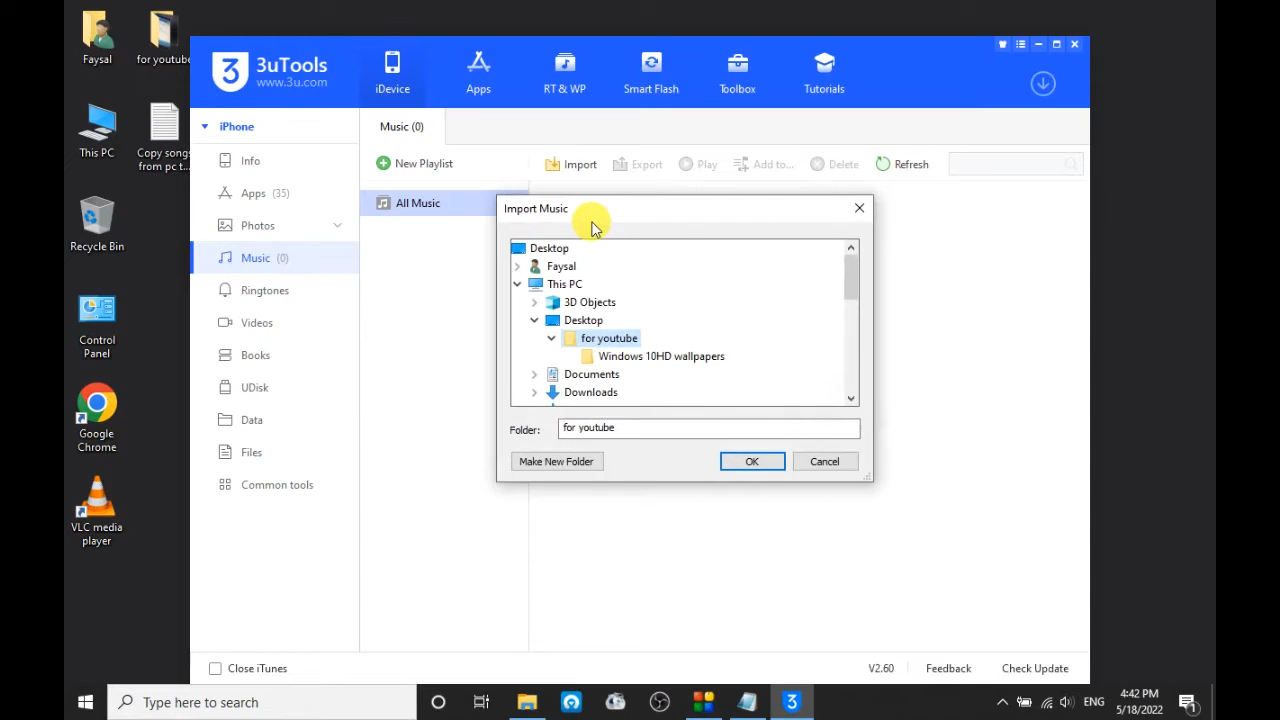 Faysal
for youtube
This PC
Copy songs
from pc t...
Recycle Bin
Control
Panel
Google
Chrome
VLC media
player
3
3uTools
www.3u.com
iDevice
Apps
RT & WP
Smart Flash
Toolbox
Tutorials
iPhone
Info
Apps (35)
Photos
Music (0)
Ringtones
Videos
Books
UDisk
Data
Files
Common tools
Music (0)
New Playlist
Import
Export
Play
Add to...
Delete
Refresh
All Music
Import Music
Desktop
Faysal
This PC
3D Objects
Desktop
for youtube
Windows 10HD wallpapers
Documents
Downloads
Folder:
for youtube
Make New Folder
OK
Cancel
Close iTunes
V2.60
Feedback
Check Update
Type here to search
3
ENG
4:42 PM
5/18/2022
1